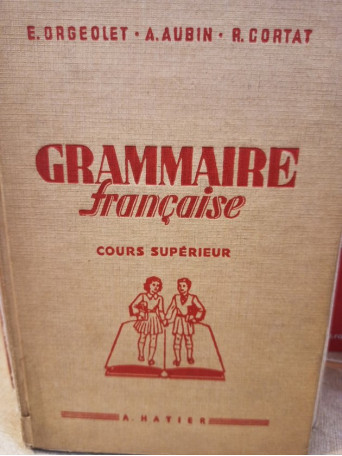 E. ORGEOLET • A. AUBIN • R. CORTAT
GRAMMAIRE
française
COURS SUPÉRIEUR
A. HATIER